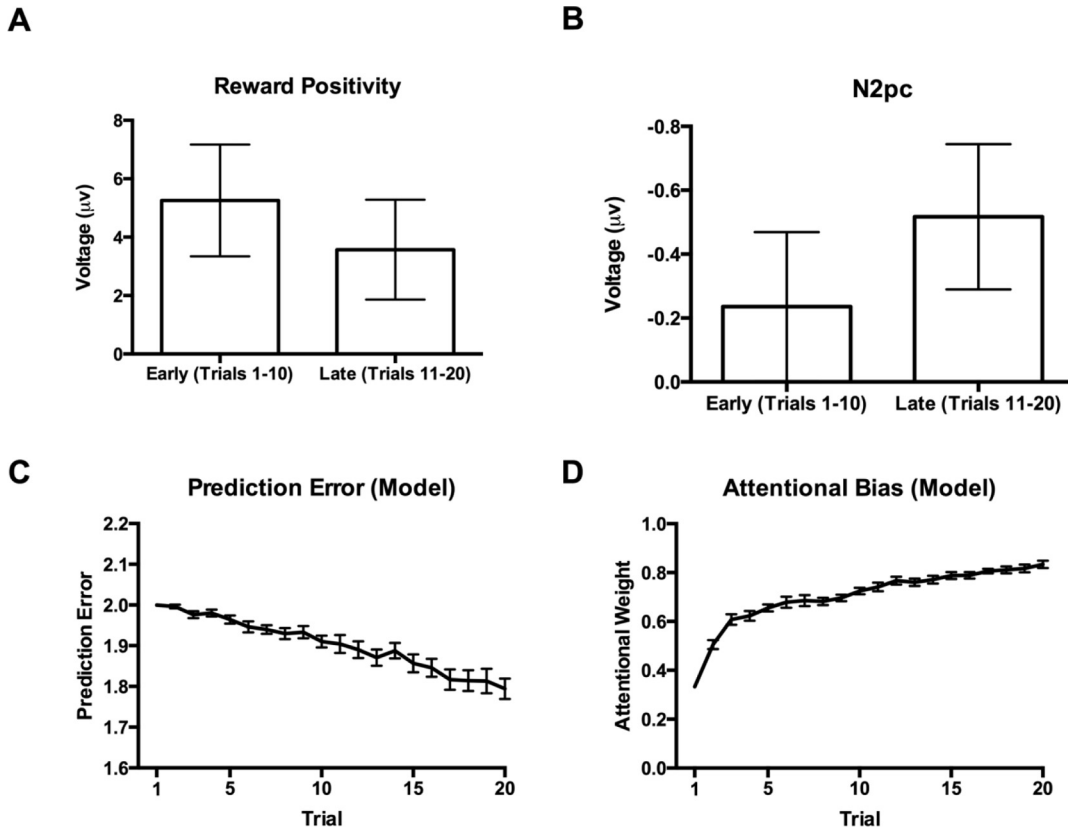 A
Reward Positivity
Voltage (μv)
8
6
4
2
0
Early (Trials 1-10)
Late (Trials 11-20)
B
N2pc
Voltage (μv)
-0.8
-0.6
-0.4
-0.2
0.0
Early (Trials 1-10)
Late (Trials 11-20)
C
Prediction Error (Model)
Prediction Error
2.2
2.1
2.0
1.9
1.8
1.7
1.6
1
5
10
15
20
Trial
D
Attentional Bias (Model)
Attentional Weight
1.0
0.8
0.6
0.4
0.2
0.0
1
5
10
15
20
Trial